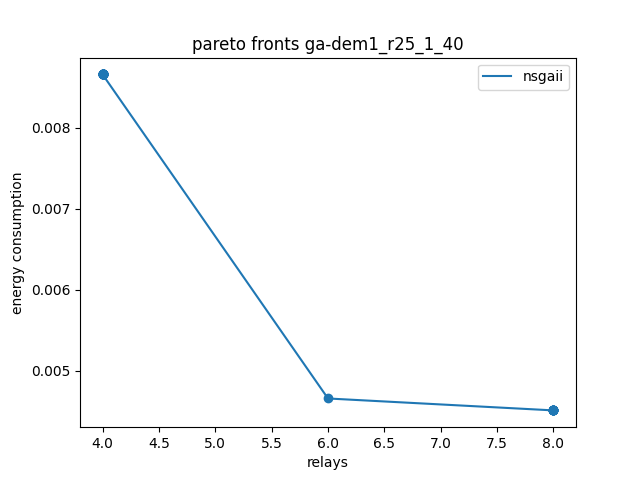 pareto fronts ga-dem1_r25_1_40
nsgaii
energy consumption
0.008
0.007
0.006
0.005
4.0 4.5 5.0 5.5 6.0 6.5 7.0 7.5 8.0
relays